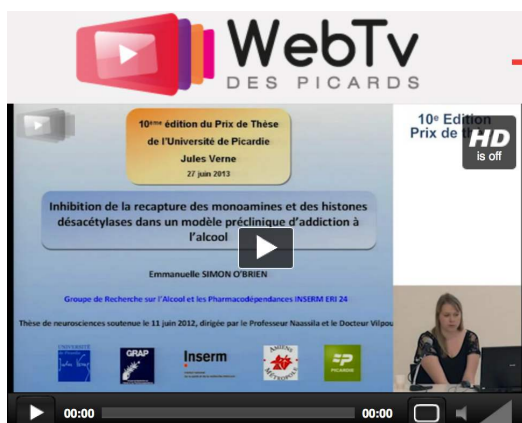 WebTv
DES PICARDS
10ème édition du Prix de Thèse
de l'Université de Picardie
Jules Verne
27 juin 2013
10e Edition
Prix de
HD
is off
Inhibition de la recapture des monoamines et des histones
désacétylases dans un modèle préclinique d'addiction à
l'alcool
Emmanuelle SIMON O'BRIEN
Groupe de Recherche sur l'Alcool et les Pharmacodépendances INSERM ERI 24
Thèse de neurosciences soutenue le 11 juin 2012, dirigée par le Professeur Naassila et le Docteur Vilpou
Jules Verne
GRAP
Inserm
AMIENS
MÉTROPOLE
PICARDIE
00:00
00:00